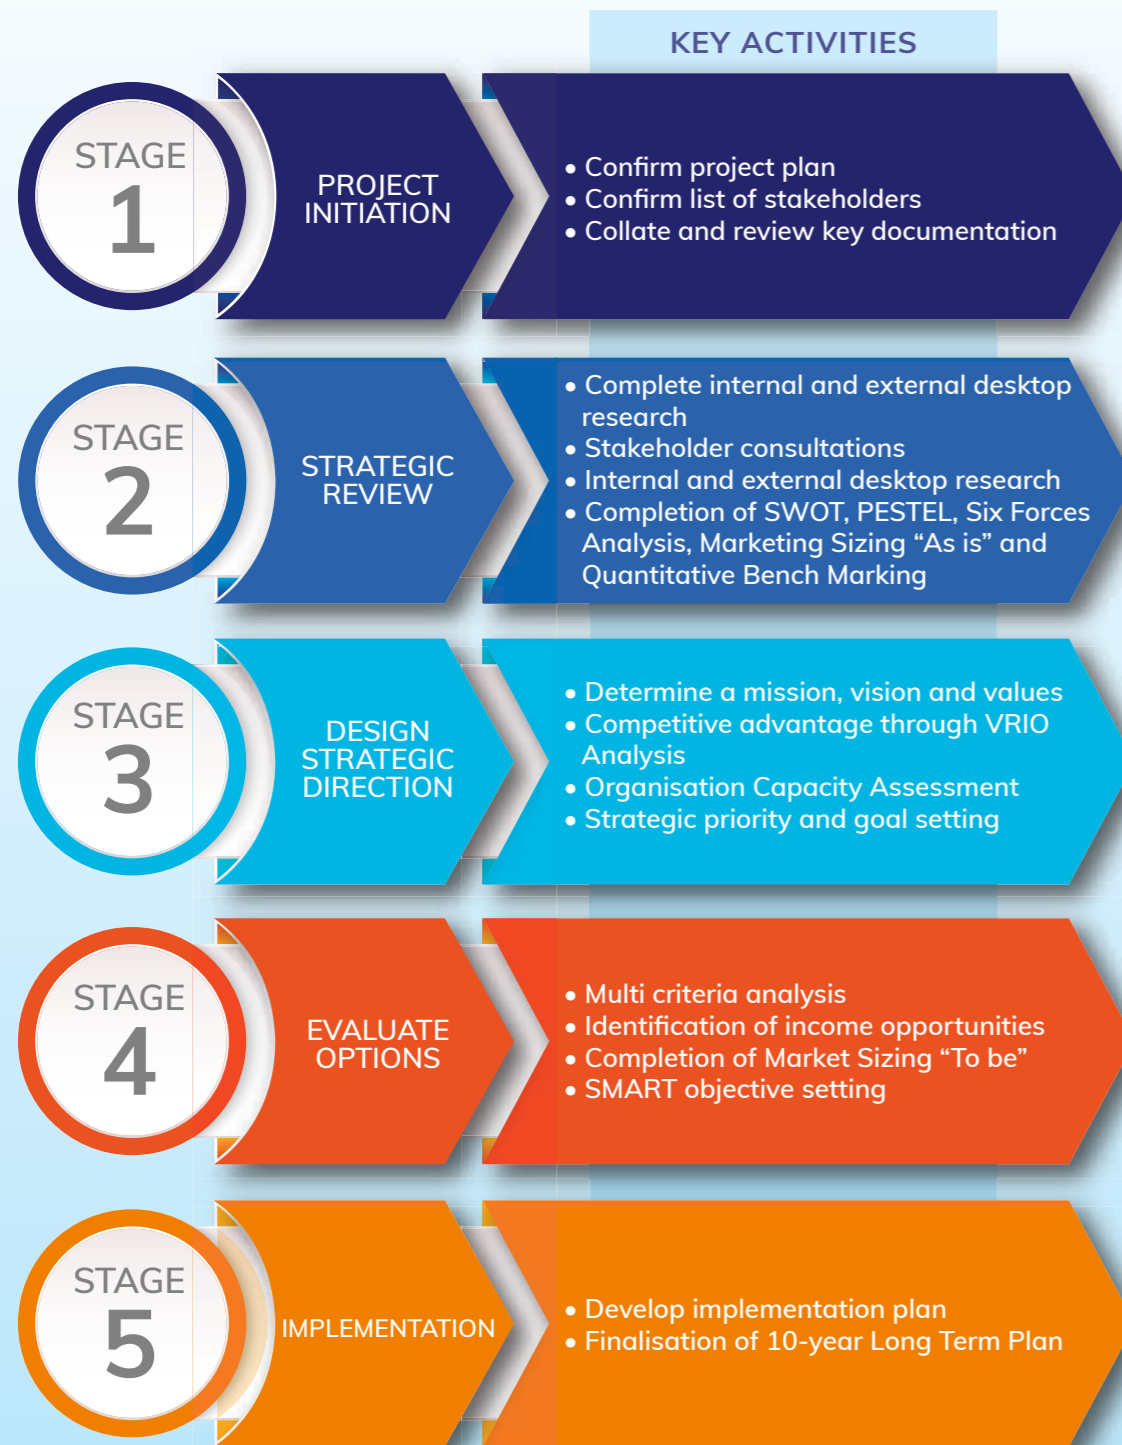 KEY ACTIVITIES
STAGE
1
PROJECT
INITIATION
• Confirm project plan
• Confirm list of stakeholders
• Collate and review key documentation
STAGE
2
STRATEGIC
REVIEW
• Complete internal and external desktop
research
• Stakeholder consultations
• Internal and external desktop research
• Completion of SWOT, PESTEL, Six Forces
Analysis, Marketing Sizing “As is” and
Quantitative Bench Marking
STAGE
3
DESIGN
STRATEGIC
DIRECTION
• Determine a mission, vision and values
• Competitive advantage through VRIO
Analysis
• Organisation Capacity Assessment
• Strategic priority and goal setting
STAGE
4
EVALUATE
OPTIONS
• Multi criteria analysis
• Identification of income opportunities
• Completion of Market Sizing “To be”
• SMART objective setting
STAGE
5
IMPLEMENTATION
• Develop implementation plan
• Finalisation of 10-year Long Term Plan